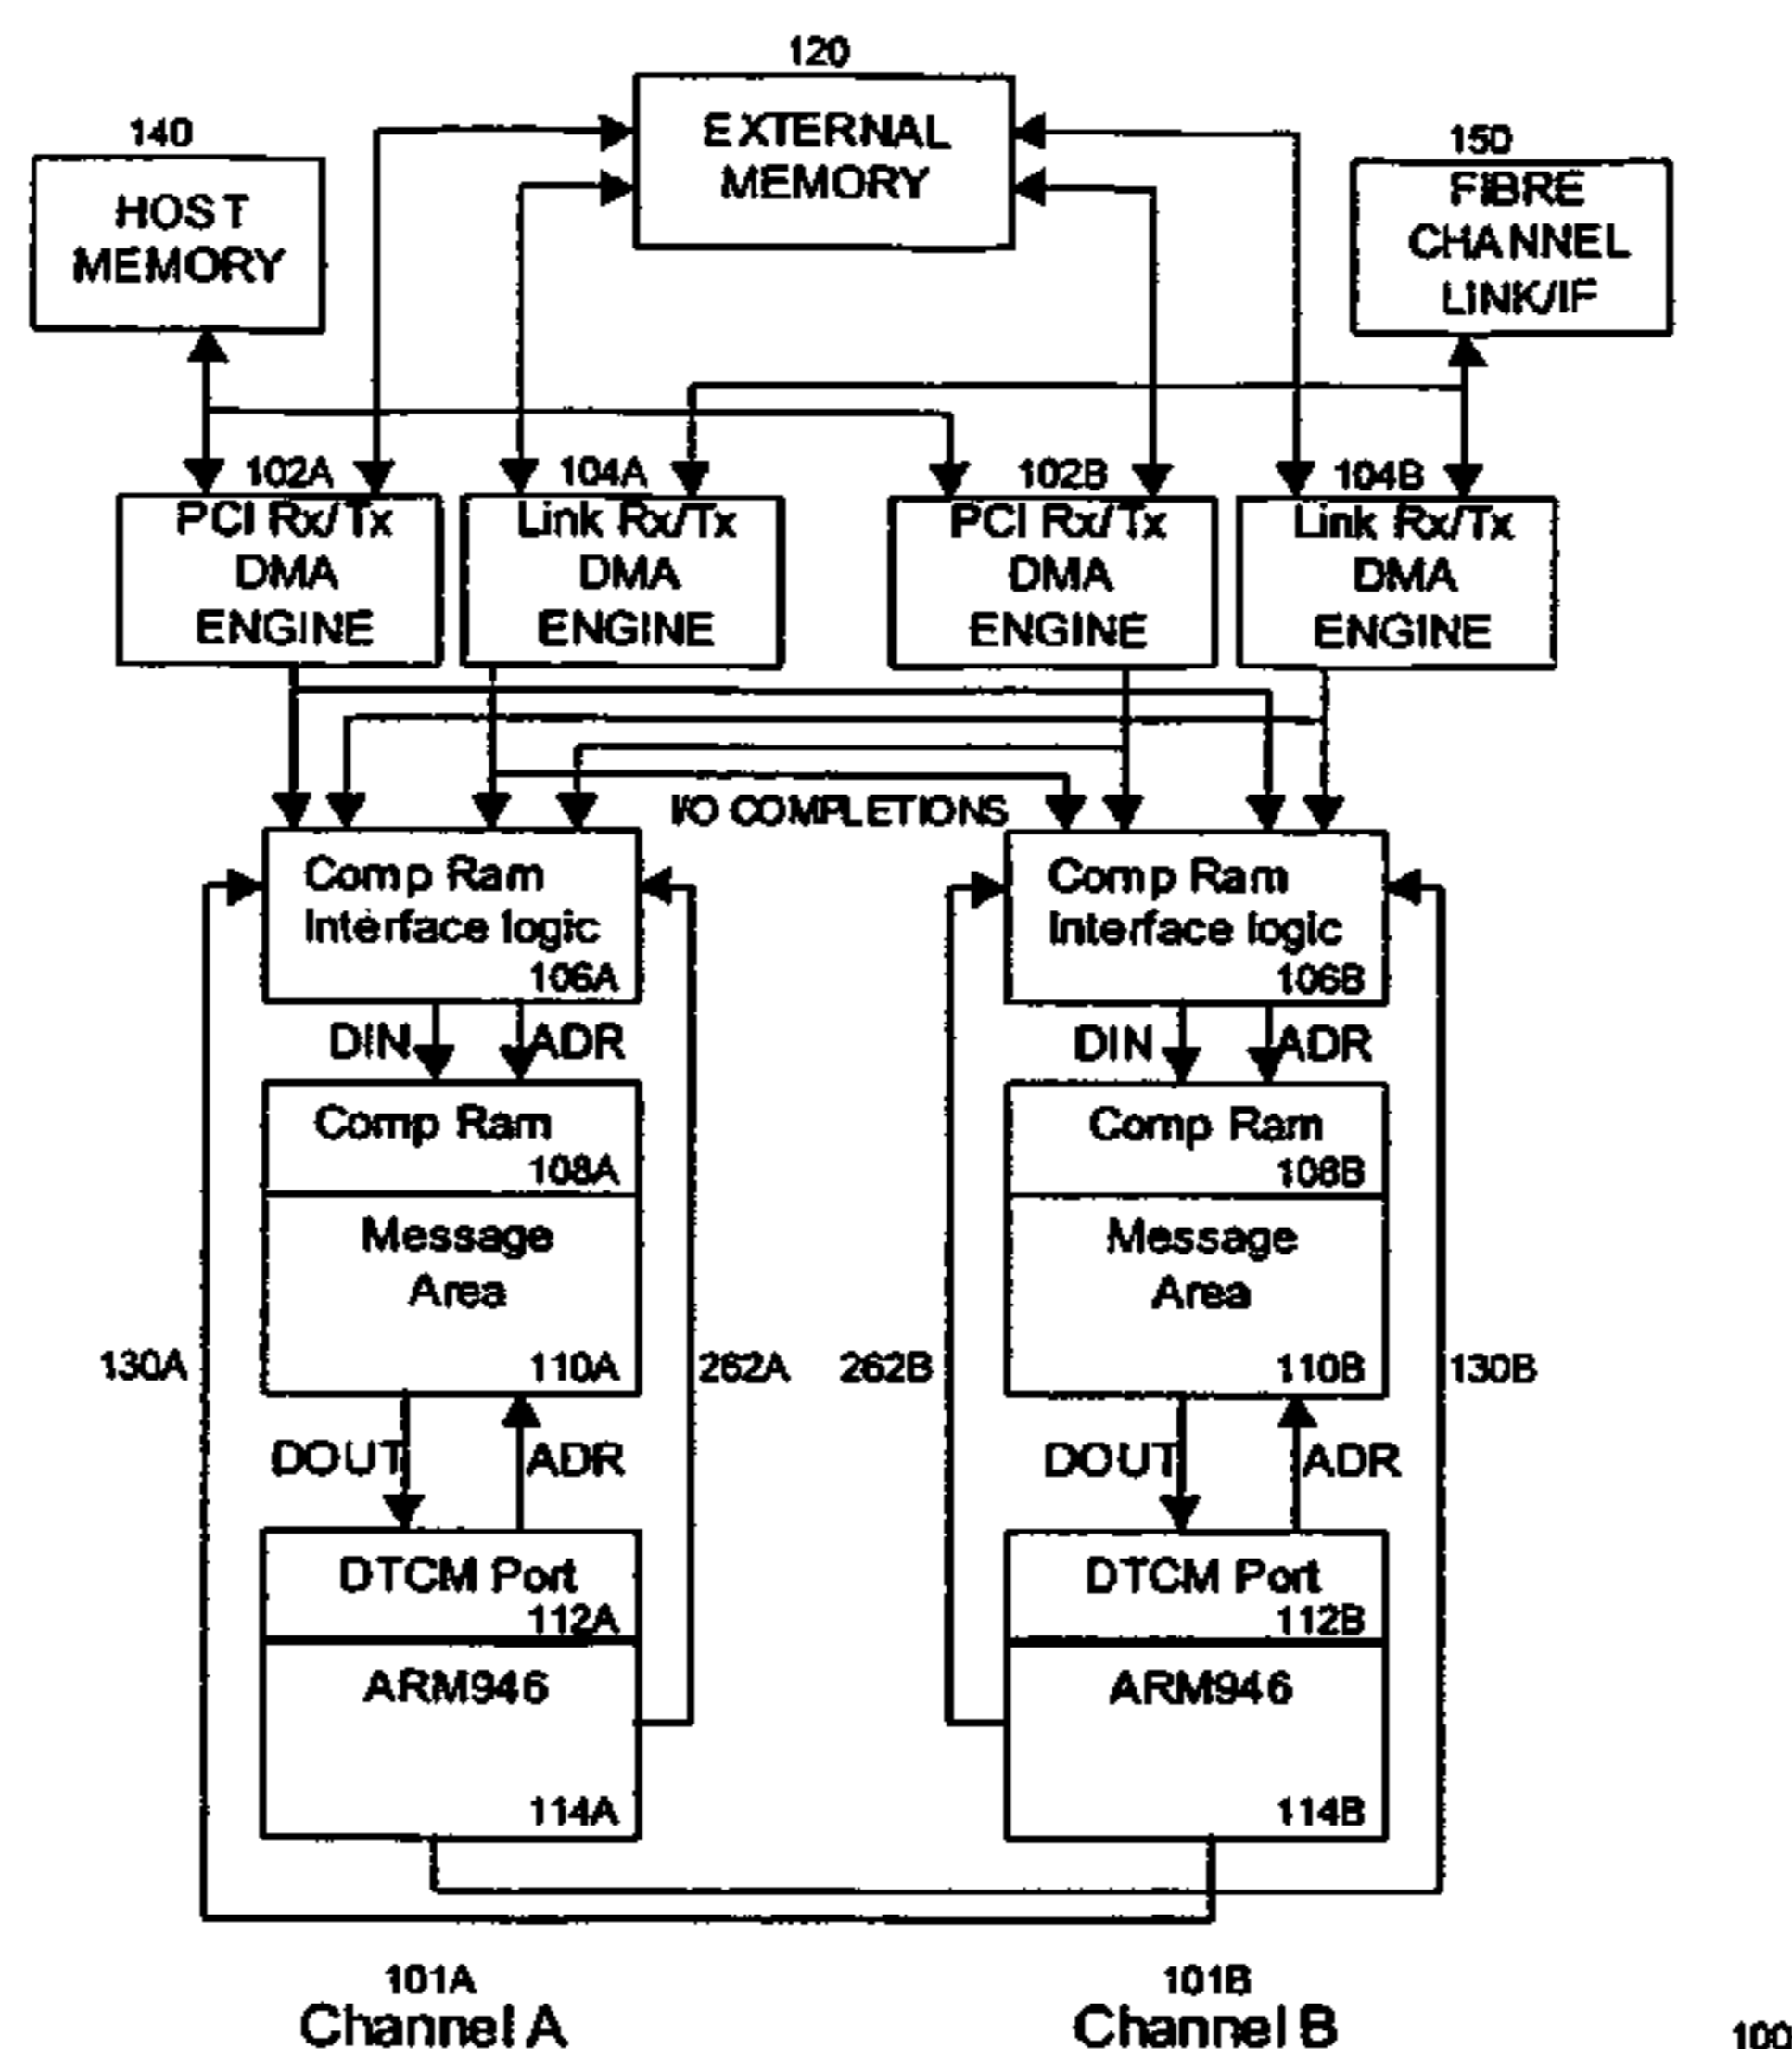 120
EXTERNAL
MEMORY
140
HOST
MEMORY
150
FIBRE
CHANNEL
LINK/IF
102A
PCI Rx/Tx
DMA
ENGINE
104A
Link Rx/Tx
DMA
ENGINE
102B
PCI Rx/Tx
DMA
ENGINE
104B
Link Rx/Tx
DMA
ENGINE
I/O COMPLETIONS
Comp Ram
Interface logic
106A
Comp Ram
Interface logic
106B
DIN
ADR
DIN
ADR
Comp Ram
108A
Message
Area
110A
Comp Ram
108B
Message
Area
110B
130A
262A
262B
130B
DOUT
ADR
DOUT
ADR
DTCM Port
112A
ARM946
114A
DTCM Port
112B
ARM946
114B
101A
Channel A
101B
Channel B
100